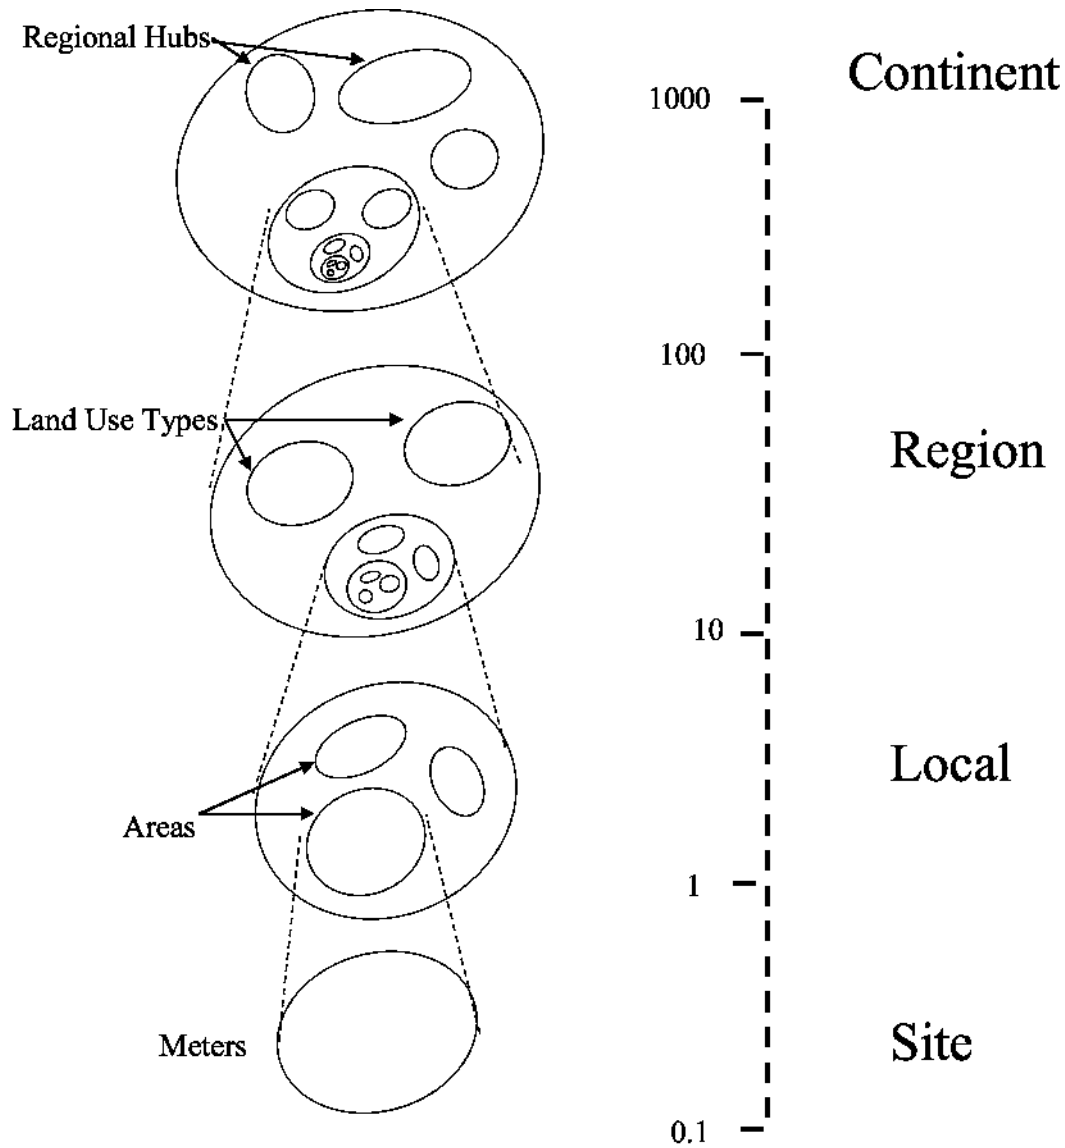 Regional Hubs
Continent
1000
100
Land Use Types
Region
10
Local
Areas
1
Meters
Site
0.1